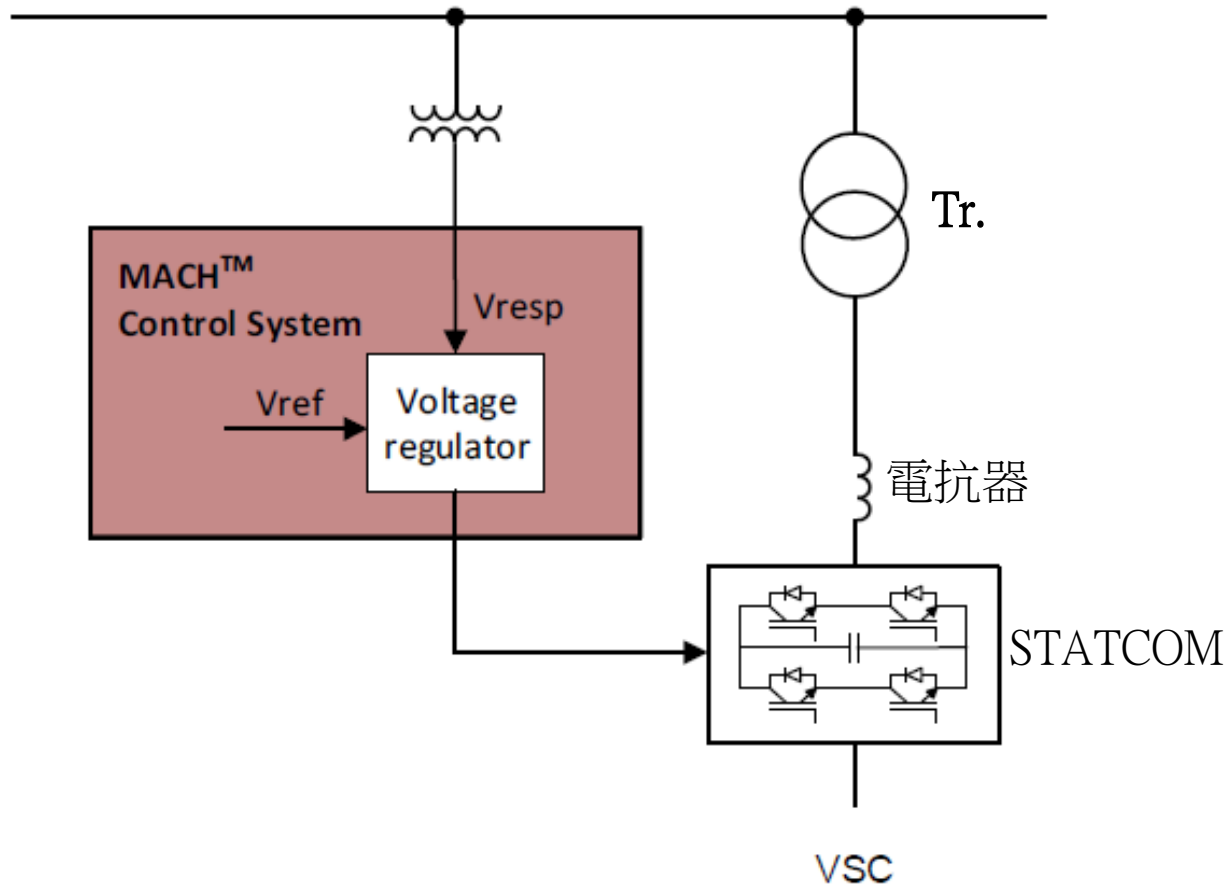 Tr.
MACH™
Control System
Vresp
Vref
Voltage
regulator
電抗器
STATCOM
VSC